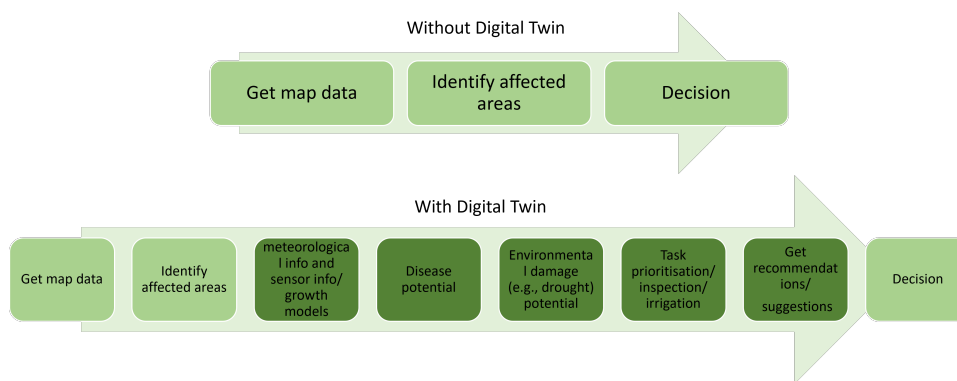 Without Digital Twin
Get map data
Identify affected
areas
Decision
With Digital Twin
Get map data
Identify
affected areas
meteorologica
l info and
sensor info/
growth
models
Disease
potential
Environmenta
l damage
(e.g., drought)
potential
Task
prioritisation/
inspection/
irrigation
Get
recommendat
ions/
suggestions
Decision